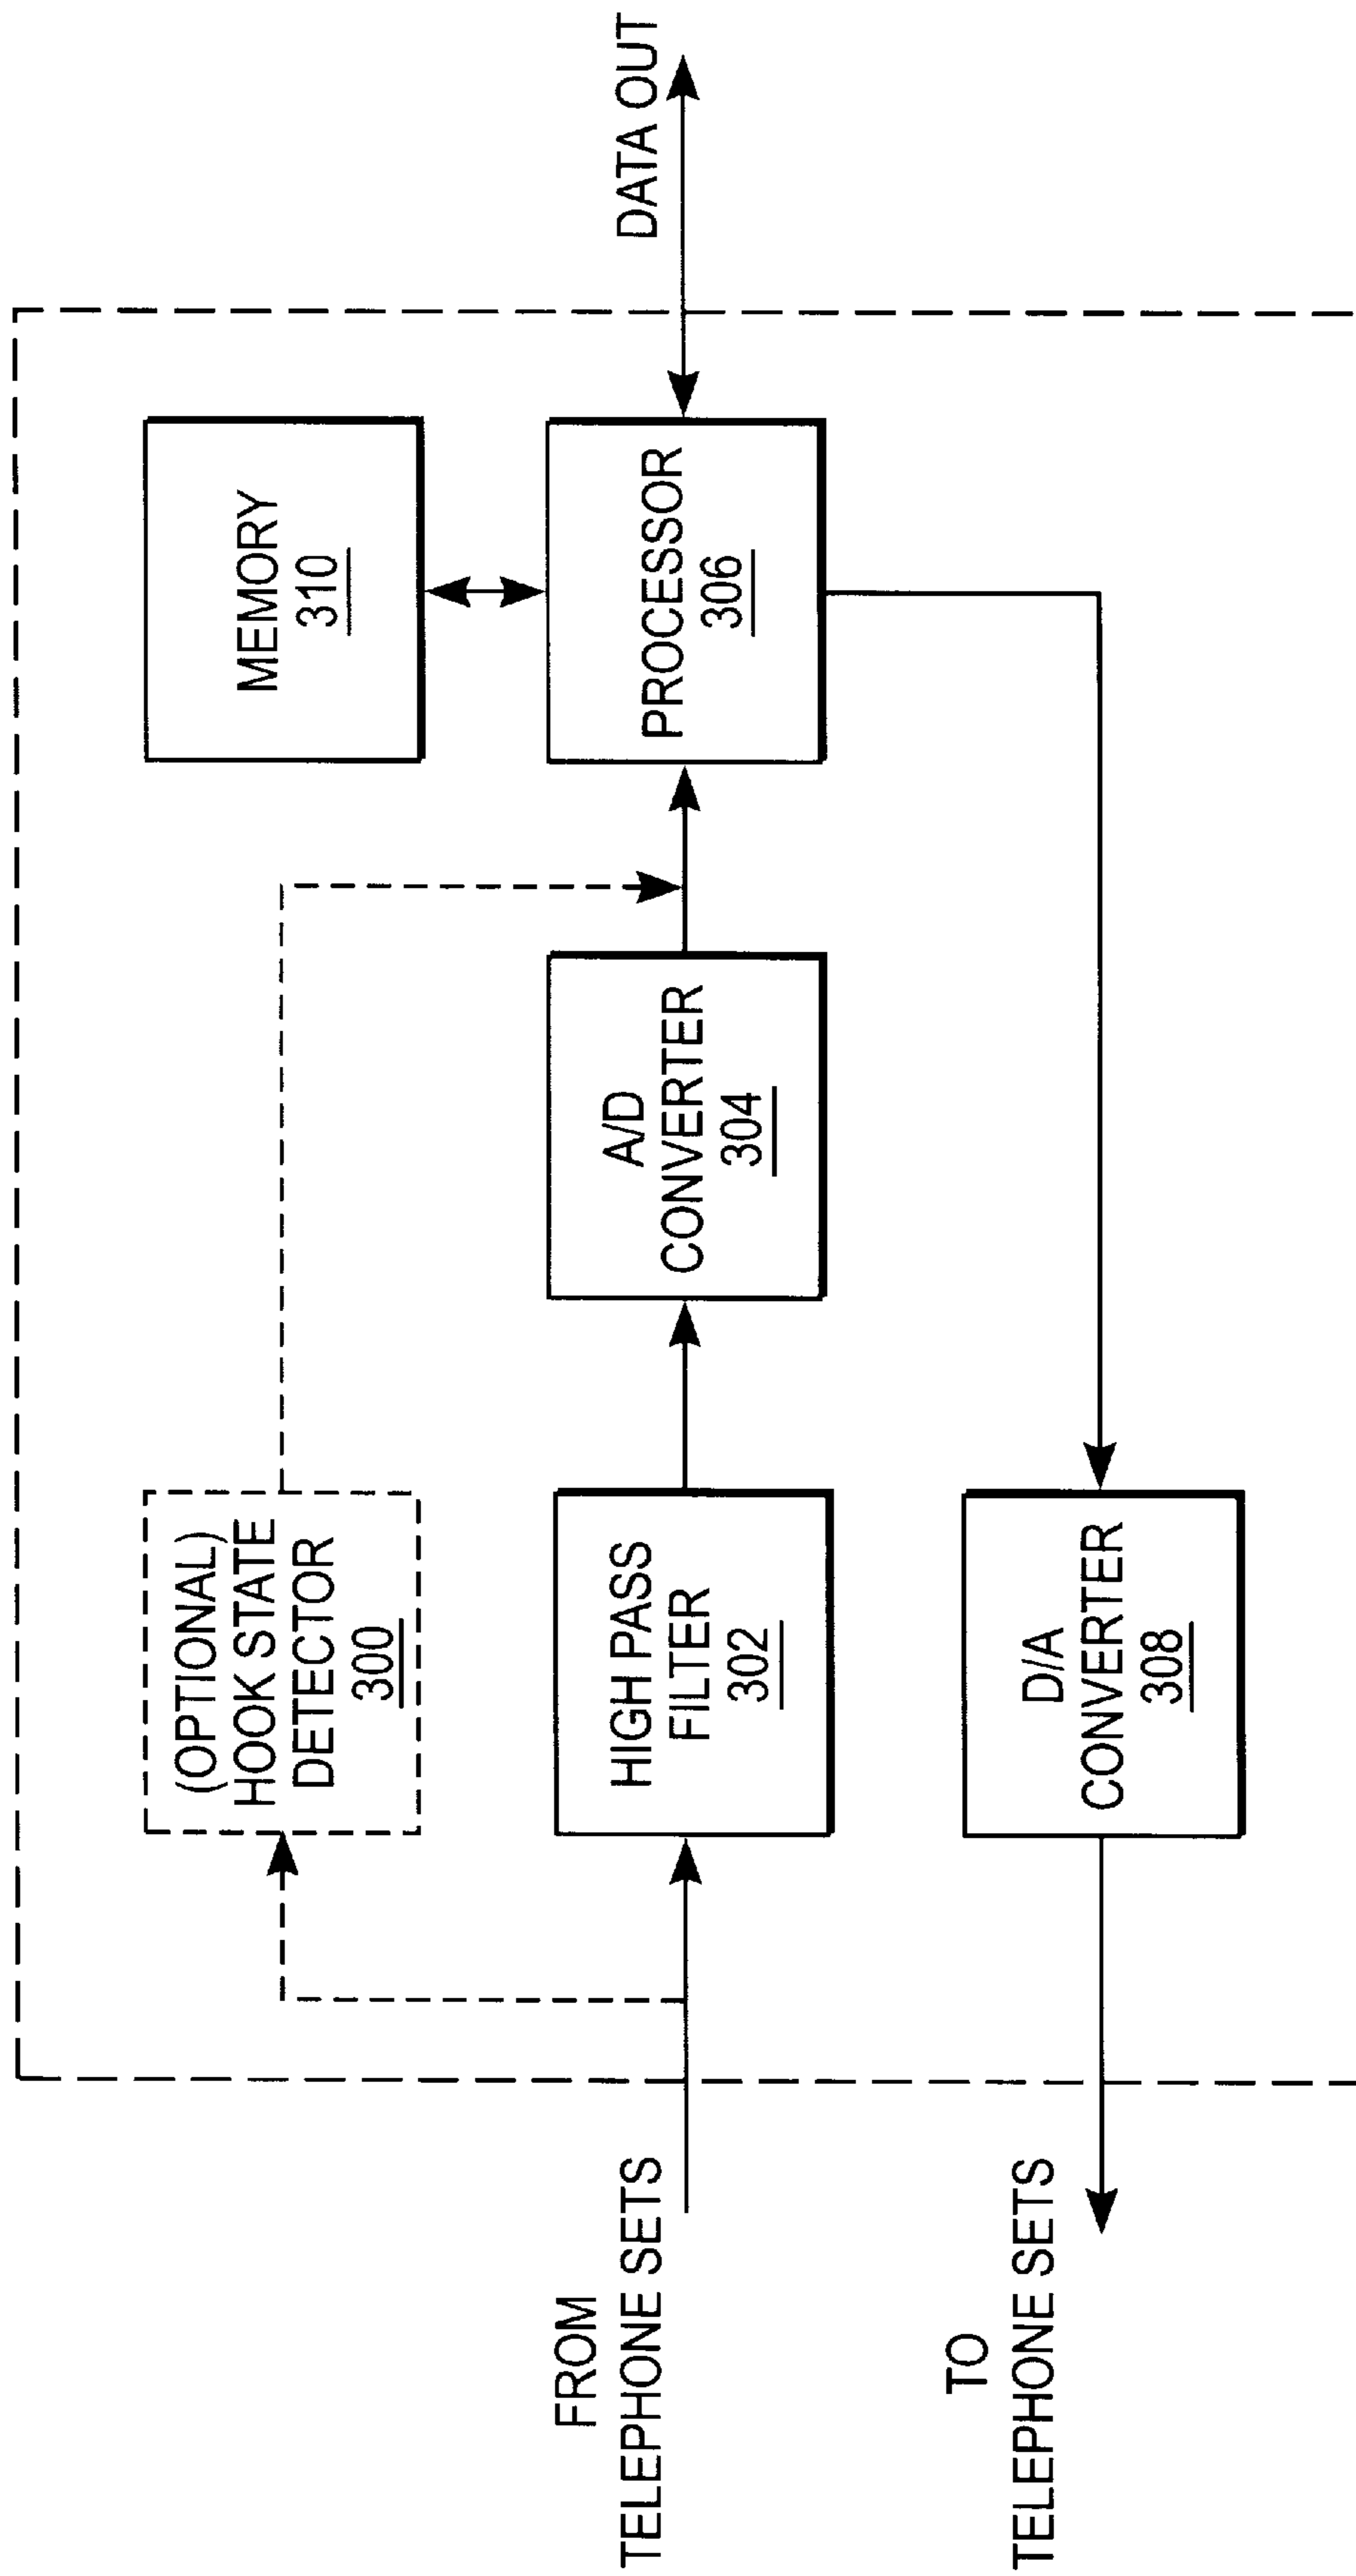 (OPTIONAL)
HOOK STATE
DETECTOR
300
MEMORY
310
FROM
TELEPHONE SETS
HIGH PASS
FILTER
302
A/D
CONVERTER
304
PROCESSOR
306
DATA OUT
TO
TELEPHONE SETS
D/A
CONVERTER
308